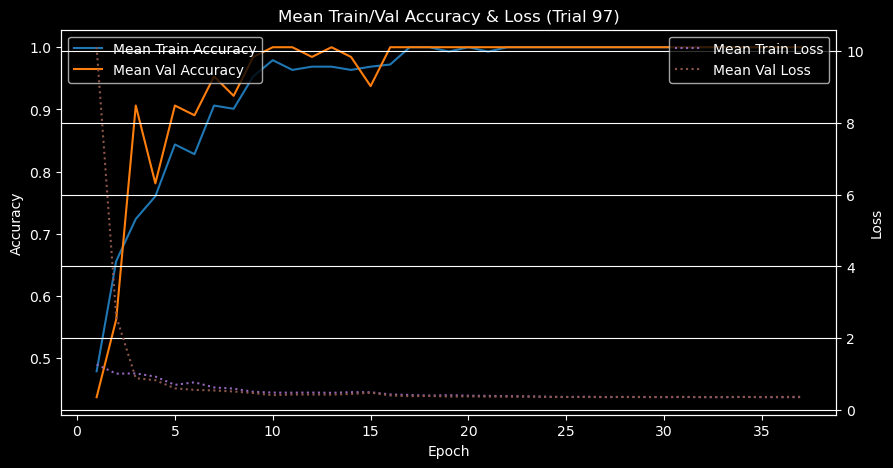 Mean Train/Val Accuracy & Loss (Trial 97)
Mean Train Accuracy
Mean Val Accuracy
Mean Train Loss
Mean Val Loss
1.0
0.9
0.8
0.7
0.6
0.5
Accuracy
10
8
6
4
2
0
Loss
0
5
10
15
20
25
30
35
Epoch